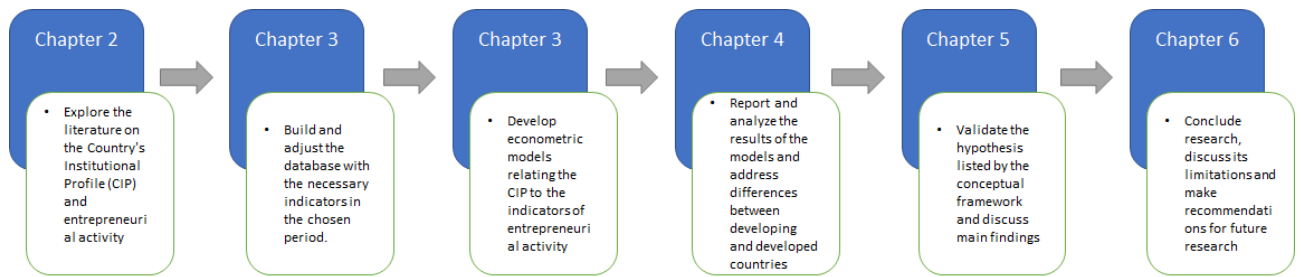 Chapter 2
• Explore the
literature on
the Country's
Institutional
Profile (CIP)
and
entrepreneuri
al activity
Chapter 3
• Build and
adjust the
database with
the necessary
indicators in
the chosen
period.
Chapter 3
• Develop
econometric
models
relating the
CIP to the
indicators of
entrepreneuri
al activity
Chapter 4
• Report and
analyze the
results of the
models and
address
differences
between
developing
and developed
countries
Chapter 5
• Validate the
hypothesis
listed by the
conceptual
framework
and discuss
main findings
Chapter 6
• Conclude
research,
discuss its
limitations and
make
recommendati
ons for future
research